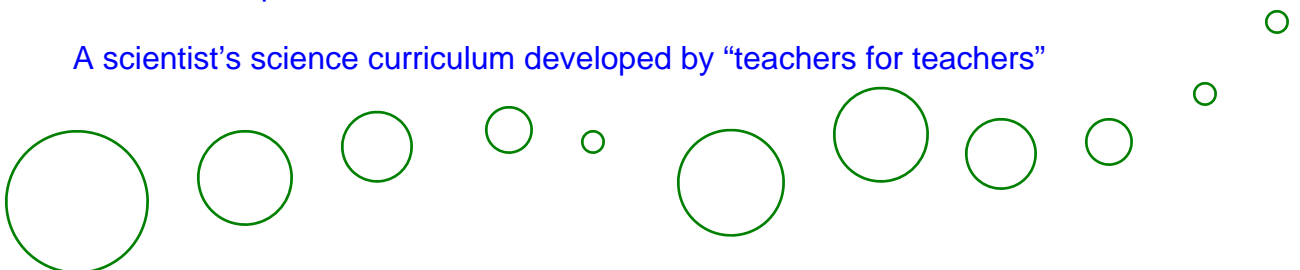 A scientist’s science curriculum developed by “teachers for teachers”